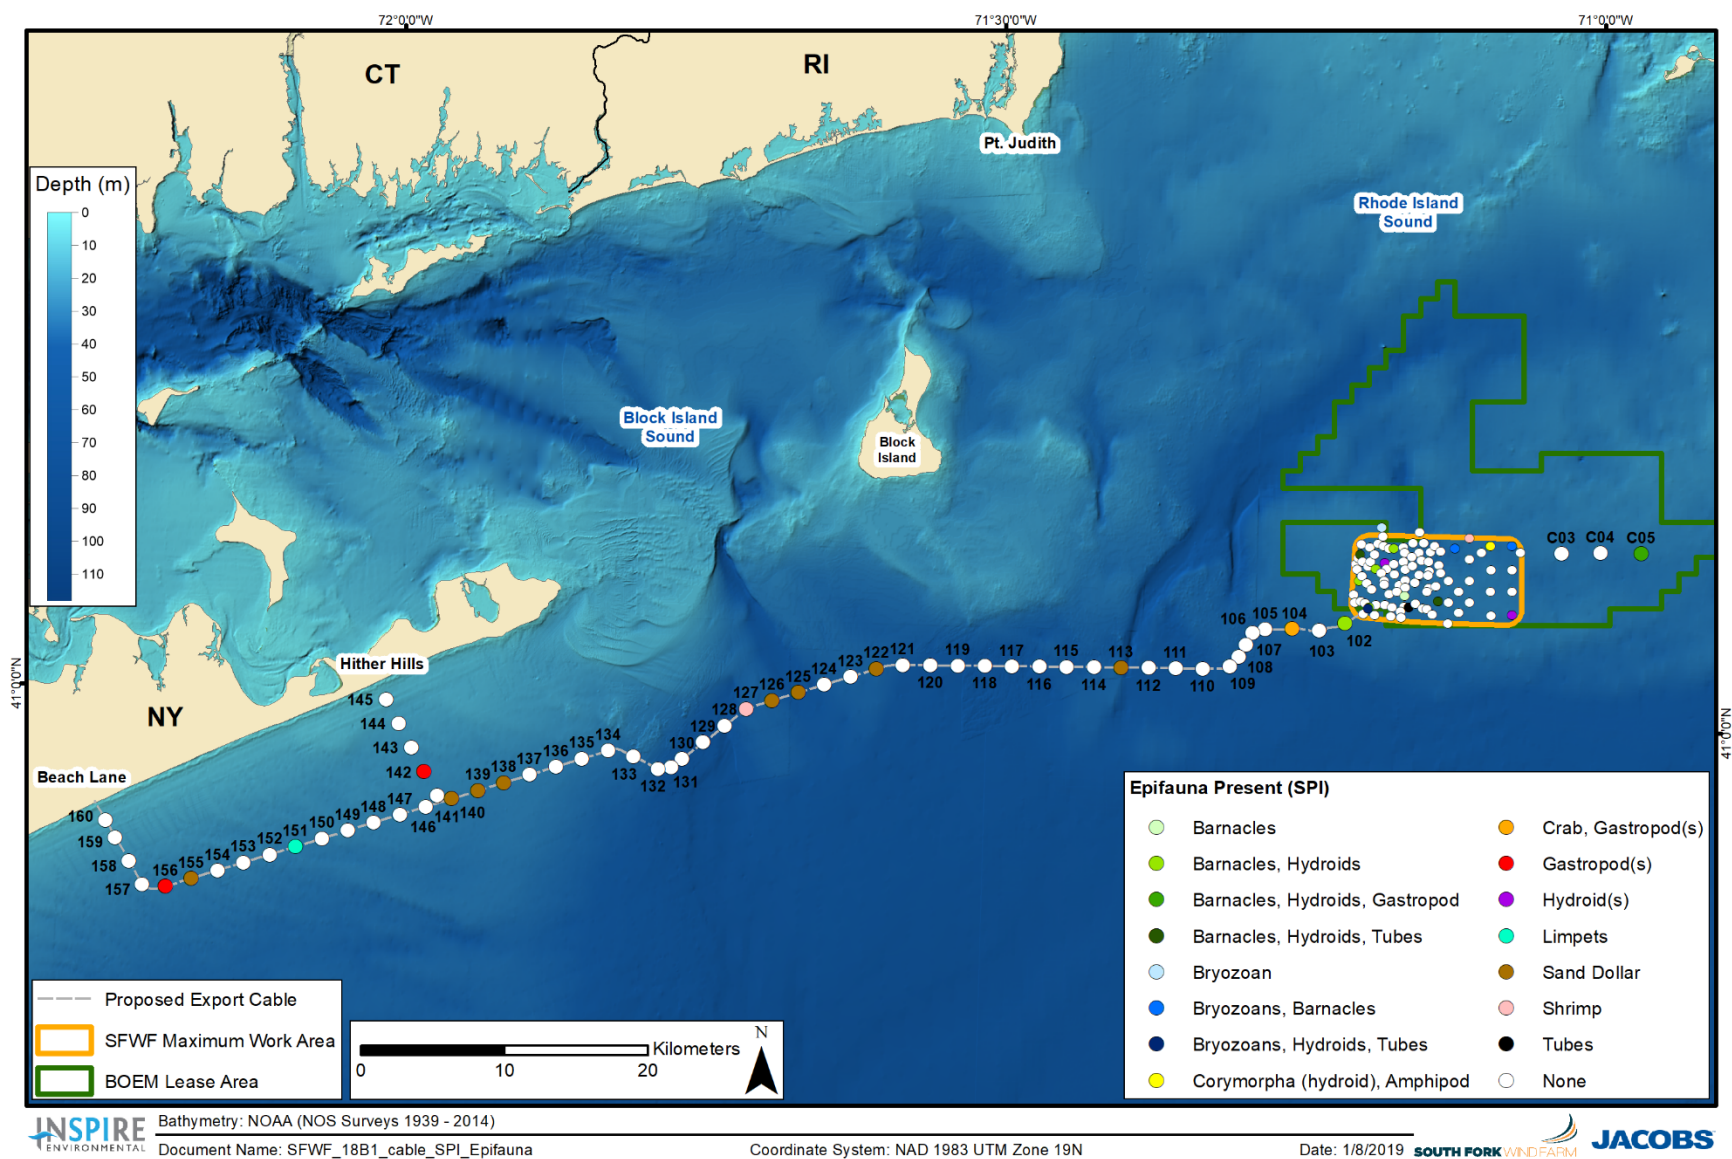 72°0'0"W
71°30'0"W
71°0'0"W
CT
RI
Pt. Judith
Depth (m)
0
10
20
30
40
50
60
70
80
90
100
110
Rhode Island
Sound
Block Island
Sound
Block
Island
C03
C04
C05
106
105
104
103
102
107
108
109
110
111
112
113
114
115
116
117
118
119
120
121
122
123
124
125
126
127
128
129
130
131
132
133
134
135
136
137
138
139
140
141
146
147
148
149
150
151
152
153
154
155
156
157
158
159
160
Hither Hills
145
144
143
142
NY
Beach Lane
41°0'0"N
41°0'0"N
Epifauna Present (SPI)
Barnacles
Barnacles, Hydroids
Barnacles, Hydroids, Gastropod
Barnacles, Hydroids, Tubes
Bryozoan
Bryozoans, Barnacles
Bryozoans, Hydroids, Tubes
Corymorpha (hydroid), Amphipod
Crab, Gastropod(s)
Gastropod(s)
Hydroid(s)
Limpets
Sand Dollar
Shrimp
Tubes
None
Proposed Export Cable
SFWF Maximum Work Area
BOEM Lease Area
Kilometers
0
10
20
N
INSPIRE
ENVIRONMENTAL
Bathymetry: NOAA (NOS Surveys 1939 - 2014)
Document Name: SFWF_18B1_cable_SPI_Epifauna
Coordinate System: NAD 1983 UTM Zone 19N
Date: 1/8/2019
SOUTH FORK WIND FARM
JACOBS